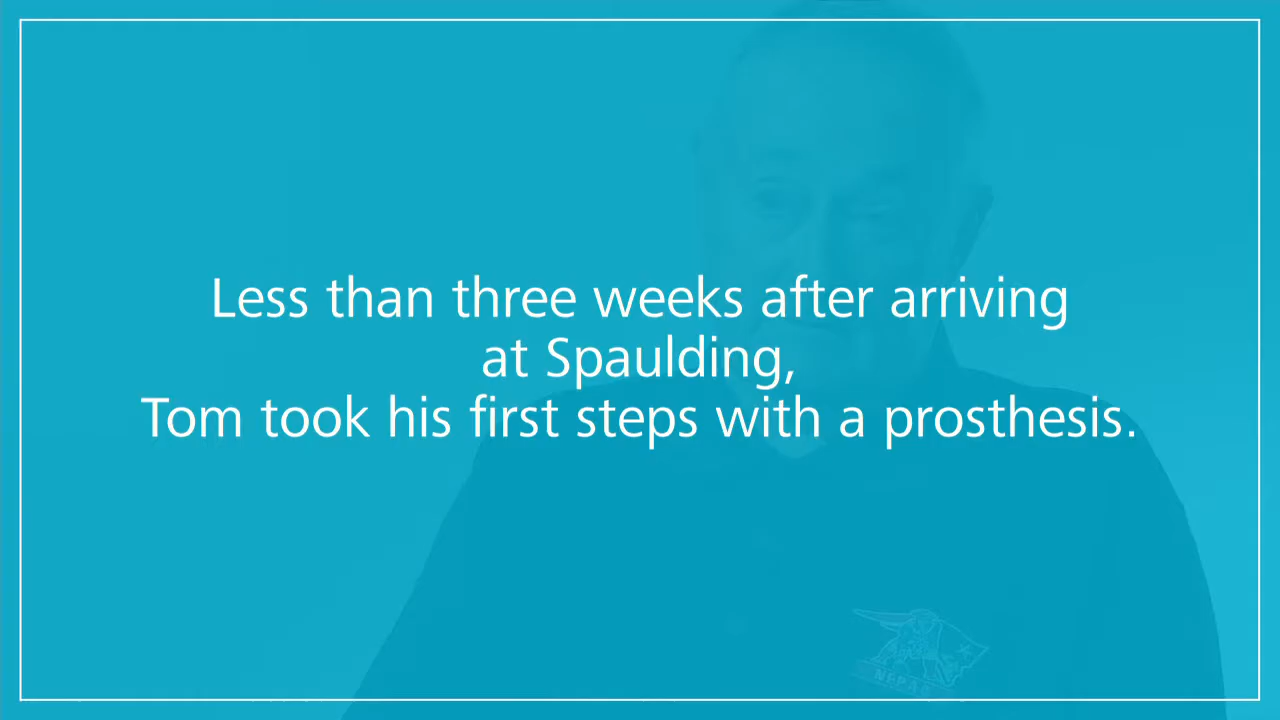 Less than three weeks after arriving
at Spaulding,
Tom took his first steps with a prosthesis.